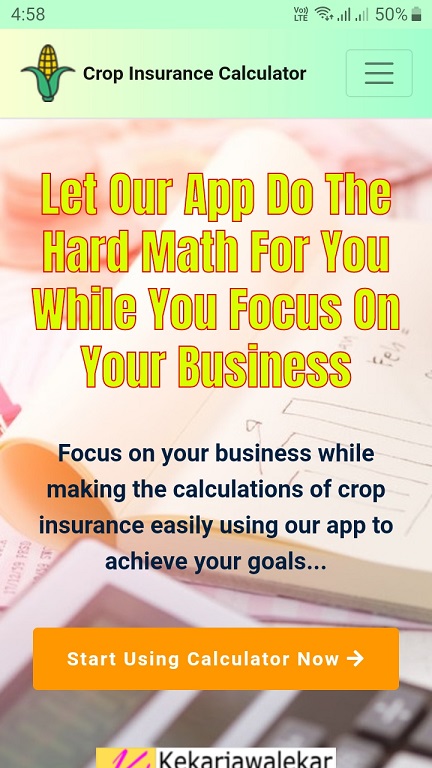 4:58
Vo))
LTE
50%
Crop Insurance Calculator
Let Our App Do The
Hard Math For You
While You Focus On
Your Business
Focus on your business while
making the calculations of crop
insurance easily using our app to
achieve your goals...
Start Using Calculator Now →
Kekariawalekar